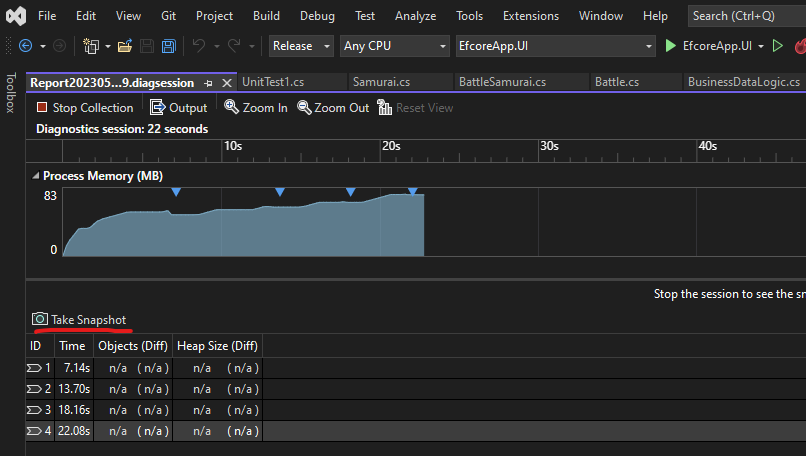 File Edit View Git Project Build Debug Test Analyze Tools Extensions Window Help Search (Ctrl+Q)
Release Any CPU EfcoreApp.UI EfcoreApp.UI
Toolbox
Report202305...9.diagsession UnitTest1.cs Samurai.cs BattleSamurai.cs Battle.cs BusinessDataLogic.cs
Stop Collection Output Zoom In Zoom Out Reset View
Diagnostics session: 22 seconds
10s 20s 30s 40s
Process Memory (MB)
83
0
Stop the session to see the sn
Take Snapshot
ID Time Objects (Diff) Heap Size (Diff)
1 7.14s n/a (n/a) n/a (n/a)
2 13.70s n/a (n/a) n/a (n/a)
3 18.16s n/a (n/a) n/a (n/a)
4 22.08s n/a (n/a) n/a (n/a)